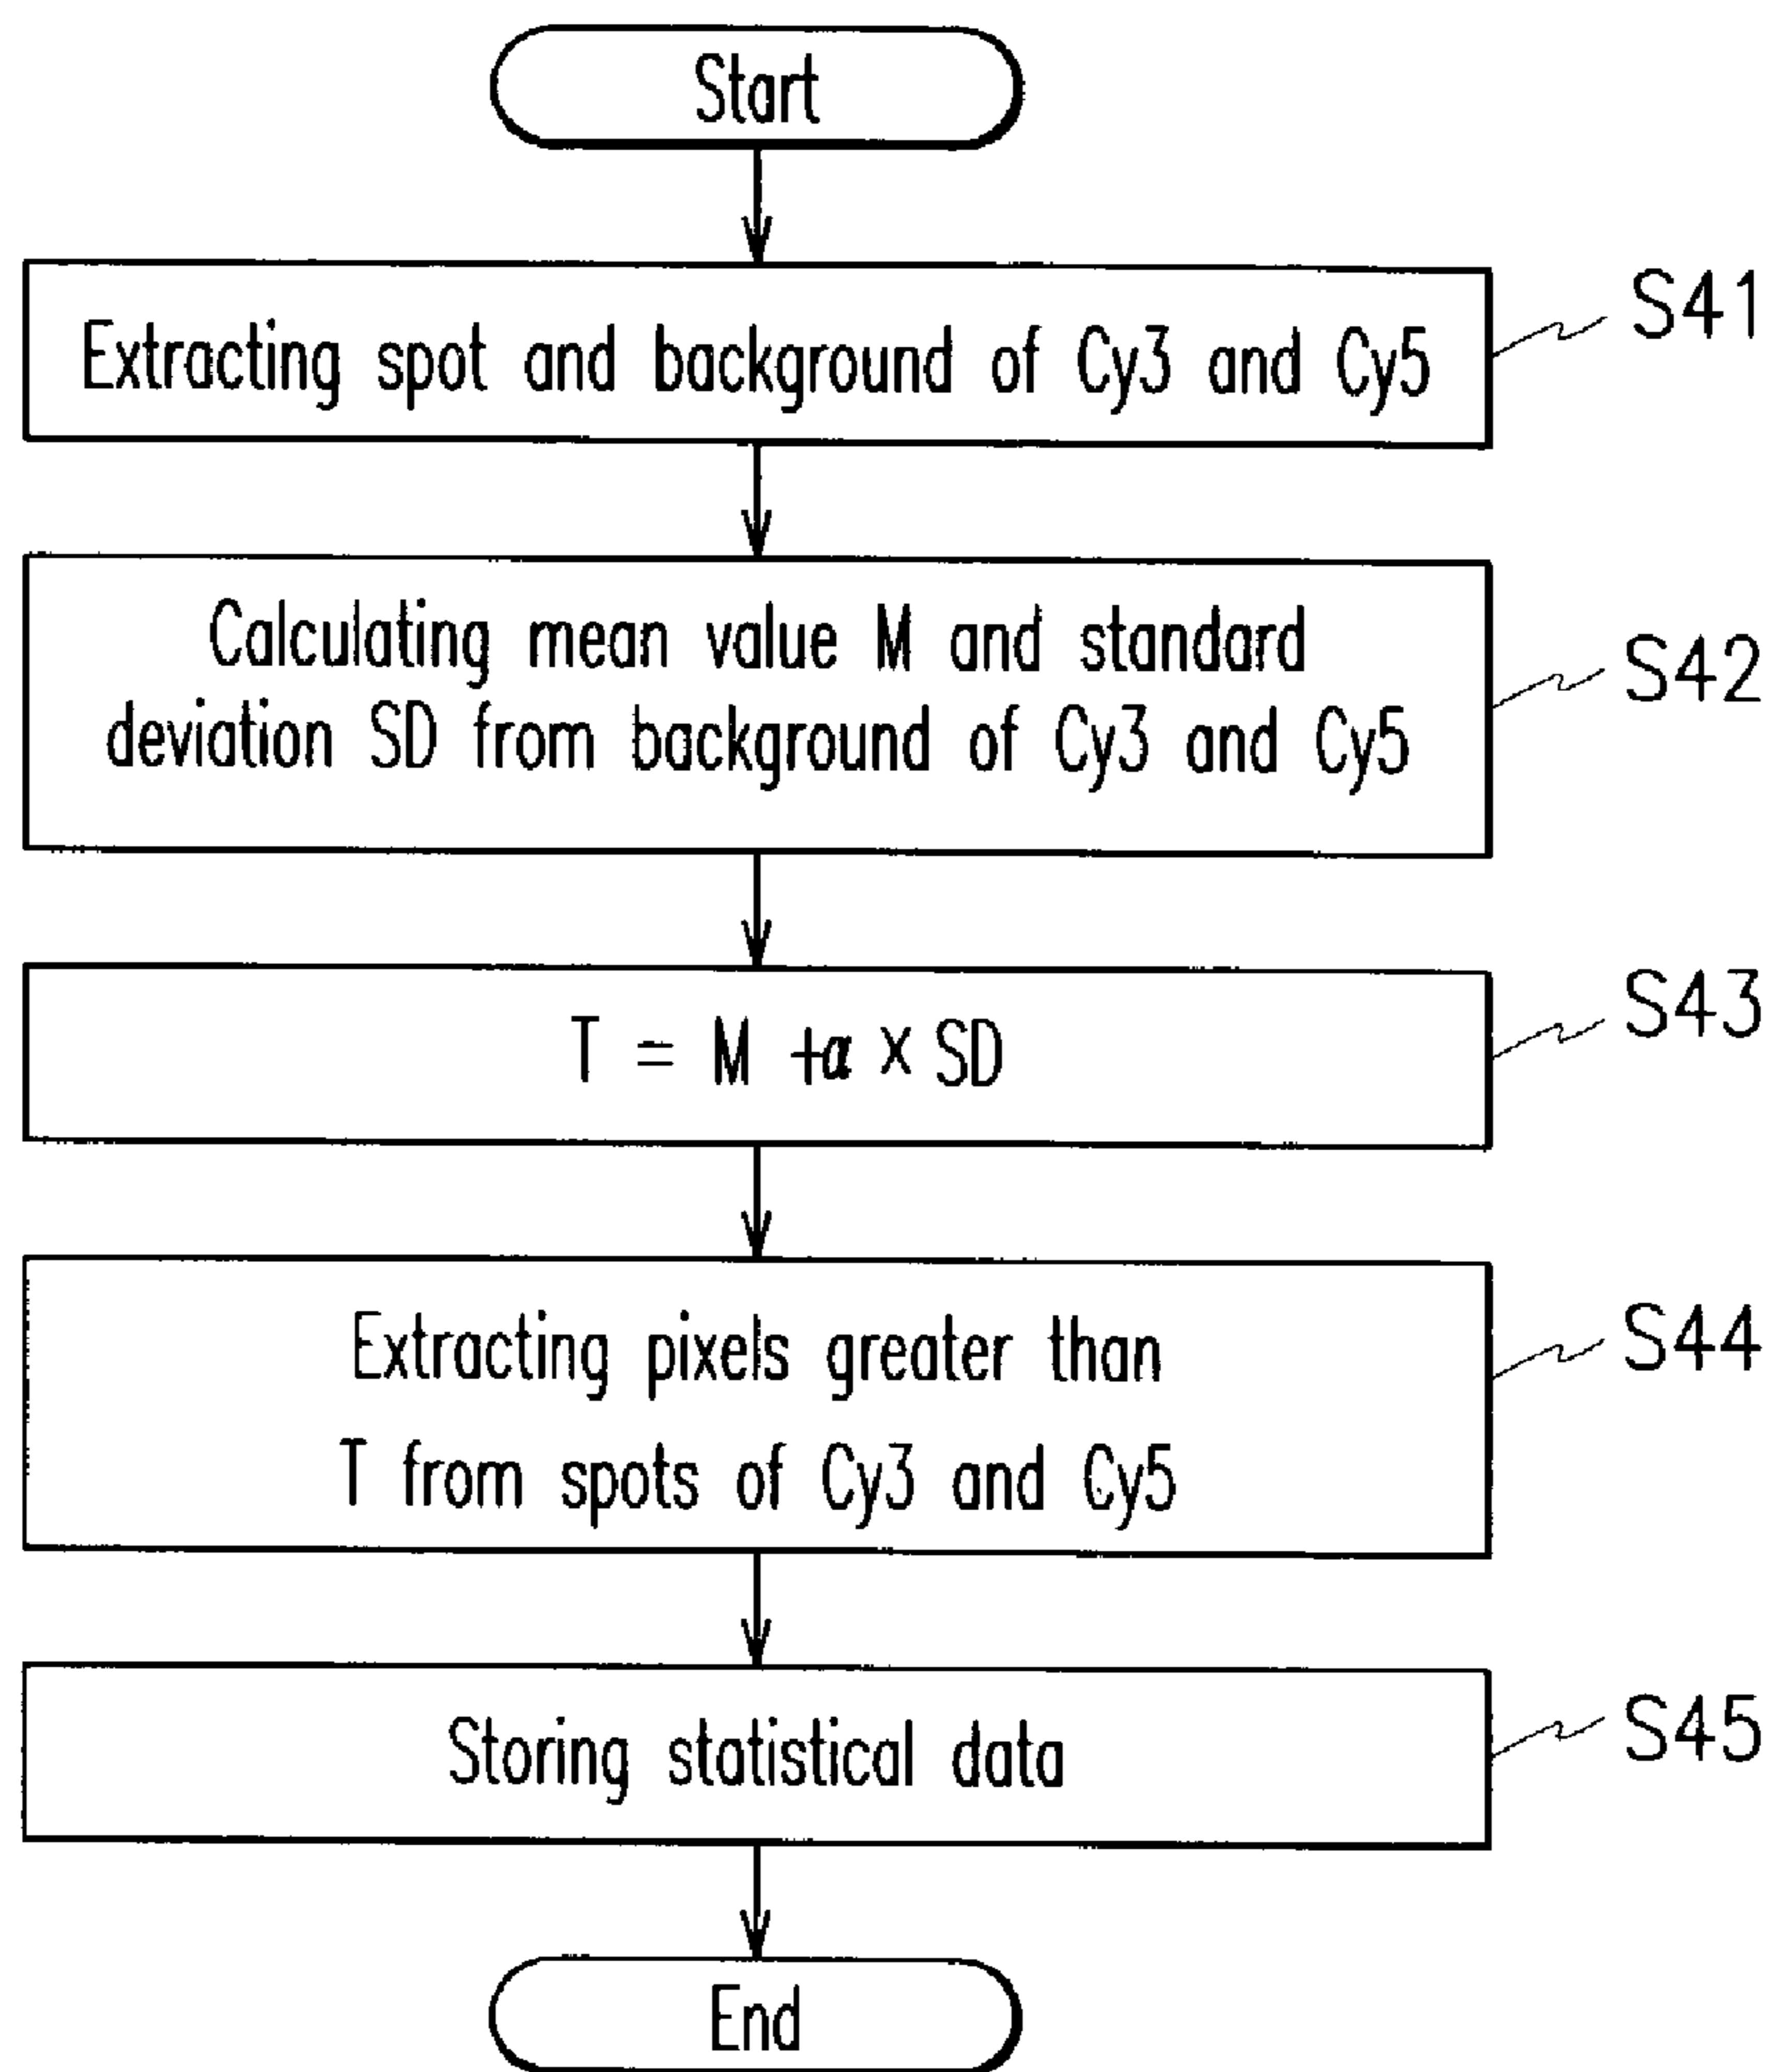 Start
Extracting spot and background of Cy3 and Cy5
S41
Calculating mean value M and standard
deviation SD from background of Cy3 and Cy5
S42
T = M +α × SD
S43
Extracting pixels greater than
T from spots of Cy3 and Cy5
S44
Storing statistical data
S45
End